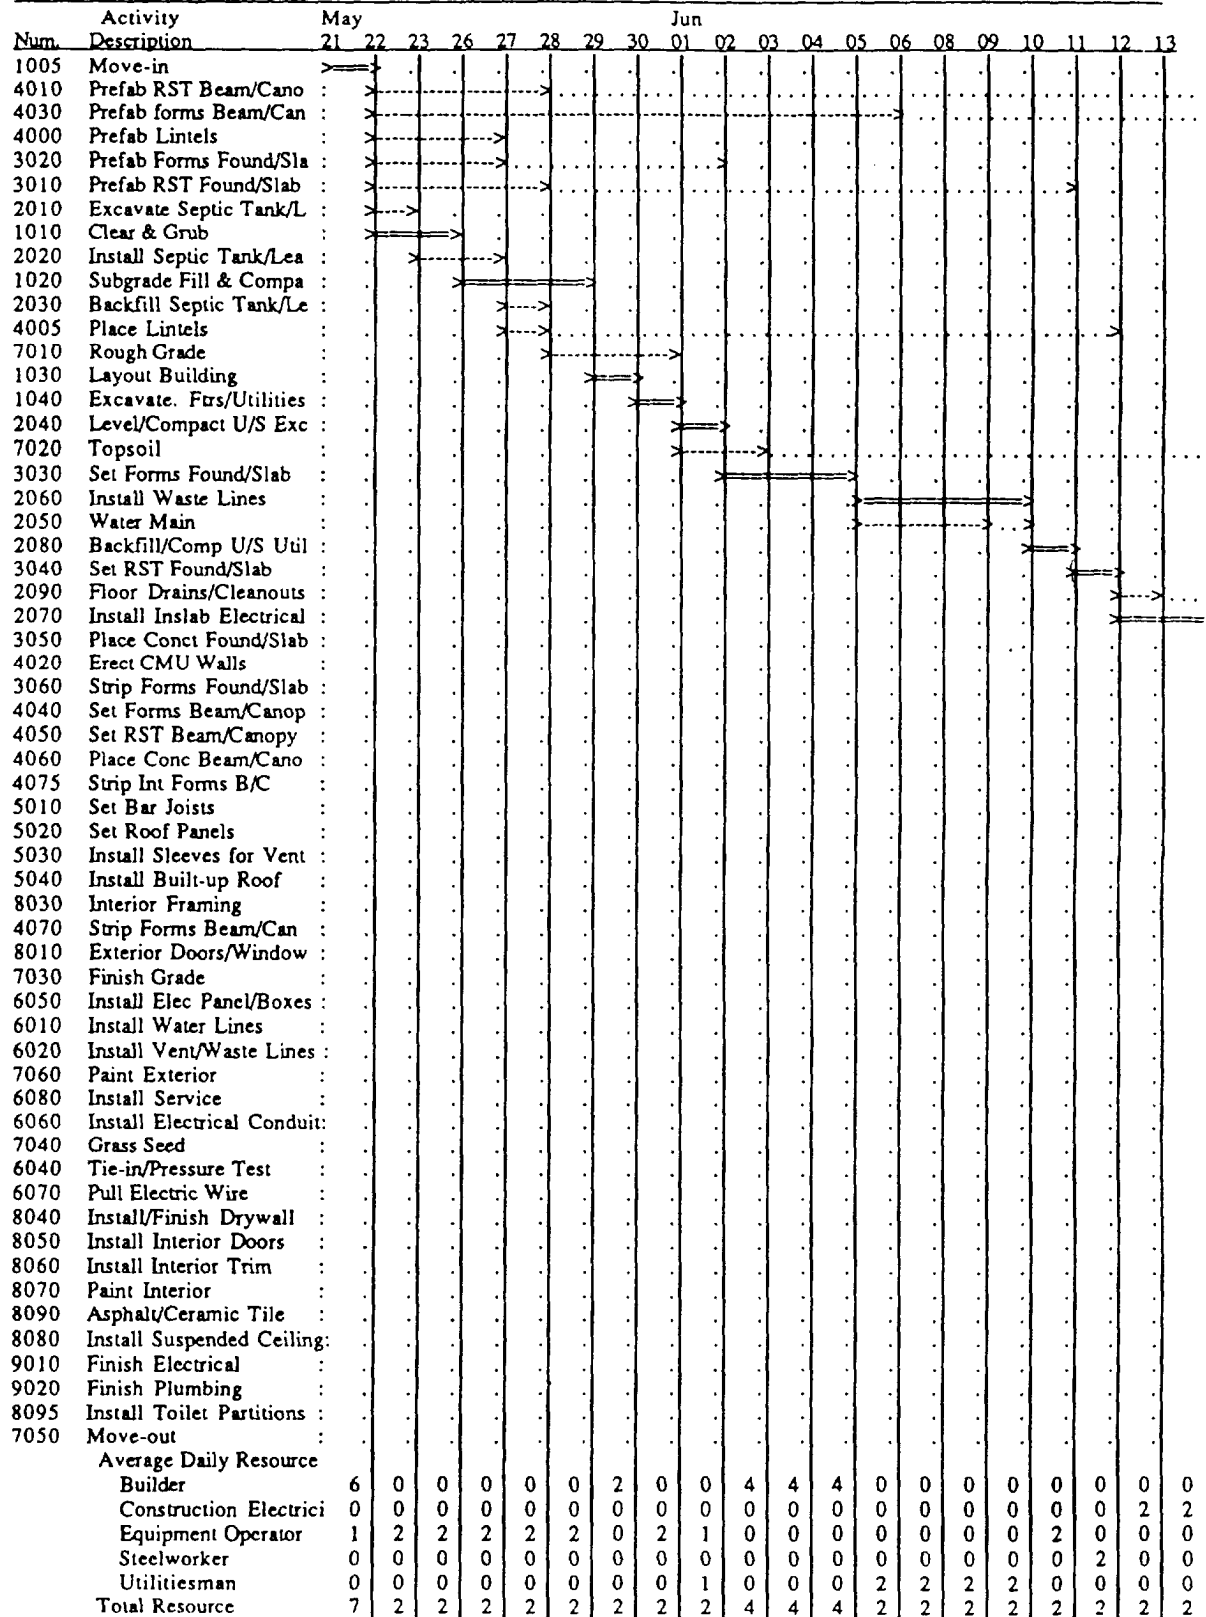 Activity May Jun
Num. Description 21 22 23 26 27 28 29 30 01 02 03 04 05 06 08 09 10 11 12 13
1005 Move-in
4010 Prefab RST Beam/Cano :
4030 Prefab forms Beam/Can :
4000 Prefab Lintels :
3020 Prefab Forms Found/Sla :
3010 Prefab RST Found/Slab :
2010 Excavate Septic Tank/L :
1010 Clear & Grub :
2020 Install Septic Tank/Lea :
1020 Subgrade Fill & Compa :
2030 Backfill Septic Tank/Le :
4005 Place Lintels :
7010 Rough Grade :
1030 Layout Building :
1040 Excavate. Ftrs/Utilities :
2040 Level/Compact U/S Exc :
7020 Topsoil :
3030 Set Forms Found/Slab :
2060 Install Waste Lines :
2050 Water Main :
2080 Backfill/Comp U/S Util :
3040 Set RST Found/Slab :
2090 Floor Drains/Cleanouts :
2070 Install Inslab Electrical :
3050 Place Conct Found/Slab :
4020 Erect CMU Walls :
3060 Strip Forms Found/Slab :
4040 Set Forms Beam/Canop :
4050 Set RST Beam/Canopy :
4060 Place Conc Beam/Cano :
4075 Strip Int Forms B/C :
5010 Set Bar Joists :
5020 Set Roof Panels :
5030 Install Sleeves for Vent :
5040 Install Built-up Roof :
8030 Interior Framing :
4070 Strip Forms Beam/Can :
8010 Exterior Doors/Window :
7030 Finish Grade :
6050 Install Elec Panel/Boxes :
6010 Install Water Lines :
6020 Install Vent/Waste Lines :
7060 Paint Exterior :
6080 Install Service :
6060 Install Electrical Conduit:
7040 Grass Seed :
6040 Tie-in/Pressure Test :
6070 Pull Electric Wire :
8040 Install/Finish Drywall :
8050 Install Interior Doors :
8060 Install Interior Trim :
8070 Paint Interior :
8090 Asphalt/Ceramic Tile :
8080 Install Suspended Ceiling:
9010 Finish Electrical :
9020 Finish Plumbing :
8095 Install Toilet Partitions :
7050 Move-out :
Average Daily Resource
Builder 6 0 0 0 0 0 2 0 0 4 4 4 0 0 0 0 0 0 0 0
Construction Electrici 0 0 0 0 0 0 0 0 0 0 0 0 0 0 0 0 0 0 2 2
Equipment Operator 1 2 2 2 2 2 0 2 1 0 0 0 0 0 0 0 2 0 0 0
Steelworker 0 0 0 0 0 0 0 0 0 0 0 0 0 0 0 0 0 2 0 0
Utilitiesman 0 0 0 0 0 0 0 0 1 0 0 0 2 2 2 2 0 0 0 0
Total Resource 7 2 2 2 2 2 2 2 2 4 4 4 2 2 2 2 2 2 2 2